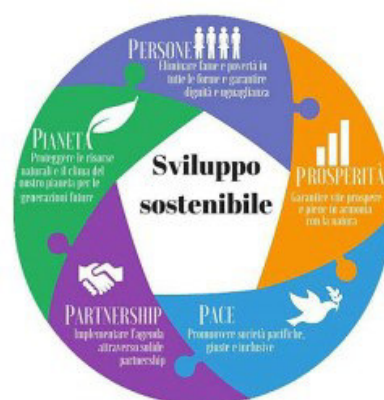 PERSONE
Eliminare fame e povertà in
tutte le forme e garantire
dignità e uguaglianza
PROSPERITÀ
Garantire vite prospere
e piene in armonia
con la natura
PACE
Promuovere società pacifiche,
giuste e inclusive
PARTNERSHIP
Implementare l'agenda
attraverso solide
partnership
PIANETA
Proteggere le risorse
naturali e il clima del
nostro pianeta per le
generazioni future
Sviluppo
sostenibile